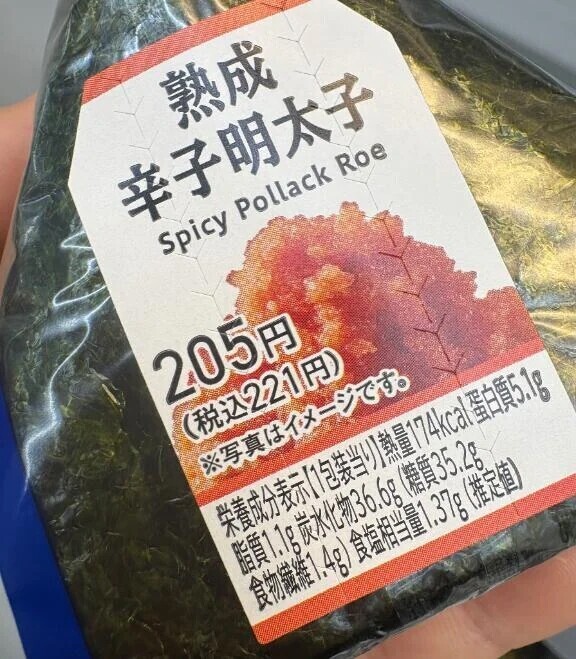 熟成
辛子明太子
Spicy Pollack Roe
205円
(税込221円)
※写真はイメージです。
栄養成分表示【1包装当り】熱量174kcal 蛋白質5.1g
脂質1.1g 炭水化物36.6g (糖質35.2g
食物繊維1.4g) 食塩相当量1.37g (推定値)